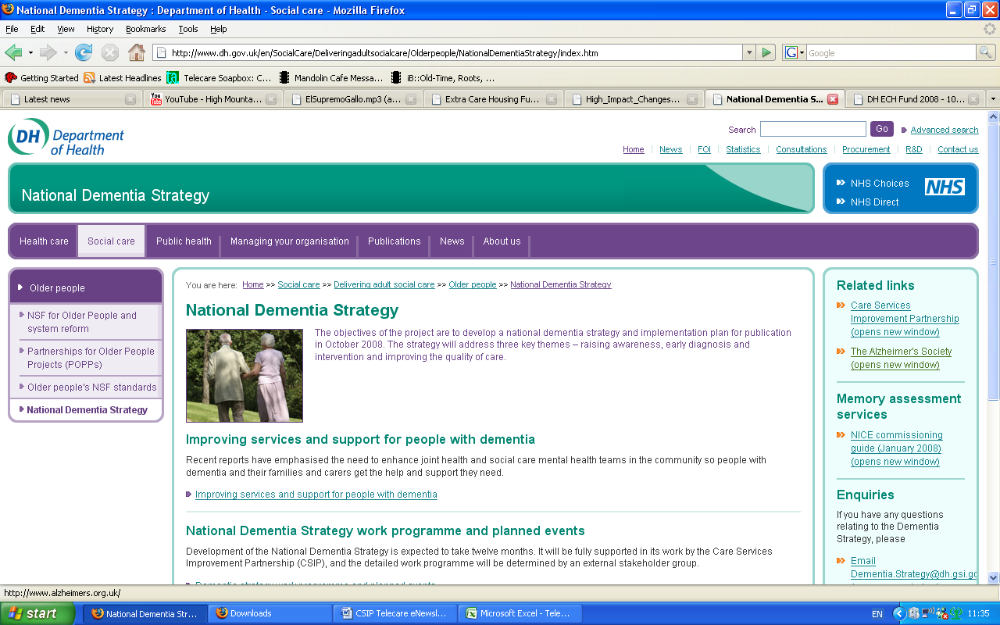 National Dementia Strategy : Department of Health - Social care - Mozilla Firefox
File Edit View History Bookmarks Tools Help
http://www.dh.gov.uk/en/SocialCare/Deliveringadultsocialcare/Olderpeople/NationalDementiaStrategy/index.htm
Google
Getting Started Latest Headlines Telecare Soapbox: C... Mandolin Cafe Messa... iB::Old-Time, Roots, ...
Latest news YouTube - High Mounta... ElSupremoGallo.mp3 (a... Extra Care Housing Fu... High_Impact_Changes... National Dementia S... DH ECH Fund 2008 - 10...
DH Department
of Health
Search Go Advanced search
Home News FOI Statistics Consultations Procurement R&D Contact us
National Dementia Strategy
NHS Choices NHS
NHS Direct
Health care Social care Public health Managing your organisation Publications News About us
Older people
NSF for Older People and
system reform
Partnerships for Older People
Projects (POPPs)
Older people's NSF standards
National Dementia Strategy
You are here: Home >> Social care >> Delivering adult social care >> Older people >> National Dementia Strategy
National Dementia Strategy
The objectives of the project are to develop a national dementia strategy and implementation plan for publication
in October 2008. The strategy will address three key themes – raising awareness, early diagnosis and
intervention and improving the quality of care.
Improving services and support for people with dementia
Recent reports have emphasised the need to enhance joint health and social care mental health teams in the community so people with
dementia and their families and carers get the help and support they need.
Improving services and support for people with dementia
National Dementia Strategy work programme and planned events
Development of the National Dementia Strategy is expected to take twelve months. It will be fully supported in its work by the Care Services
Improvement Partnership (CSIP), and the detailed work programme will be determined by an external stakeholder group.
Dementia strategy work programme and planned events
Related links
Care Services
Improvement Partnership
(opens new window)
The Alzheimer's Society
(opens new window)
Memory assessment
services
NICE commissioning
guide (January 2008)
(opens new window)
Enquiries
If you have any questions
relating to the Dementia
Strategy, please
Email
Dementia.Strategy@dh.gsi.go
http://www.alzheimers.org.uk/
start National Dementia Str... Downloads CSIP Telecare eNewsl... Microsoft Excel - Tele... EN 11:35